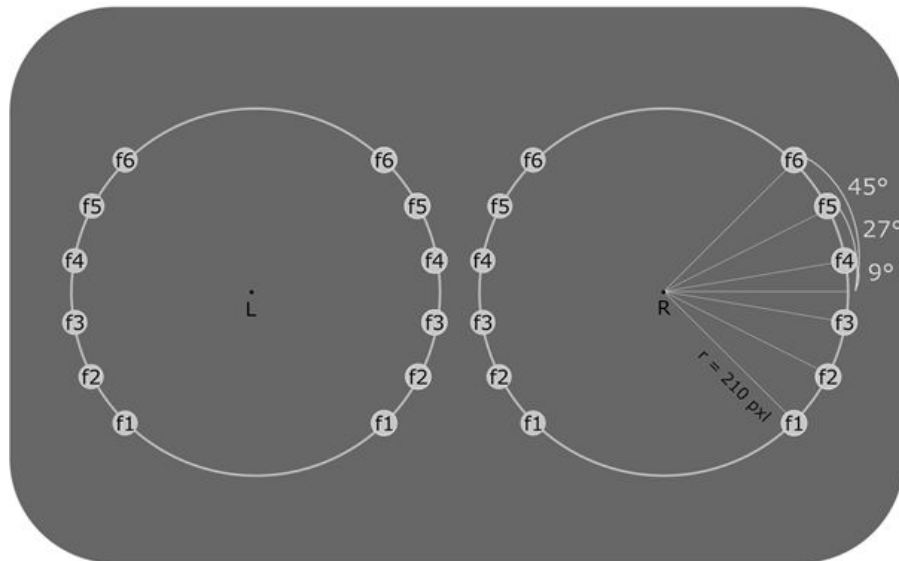 f6 f6 f6 f6
45°
f5 f5 f5 f5
27°
f4 f4 f4 f4
9°
L R
f3 f3 f3 f3
r = 210 pxl
f2 f2 f2 f2
f1 f1 f1 f1